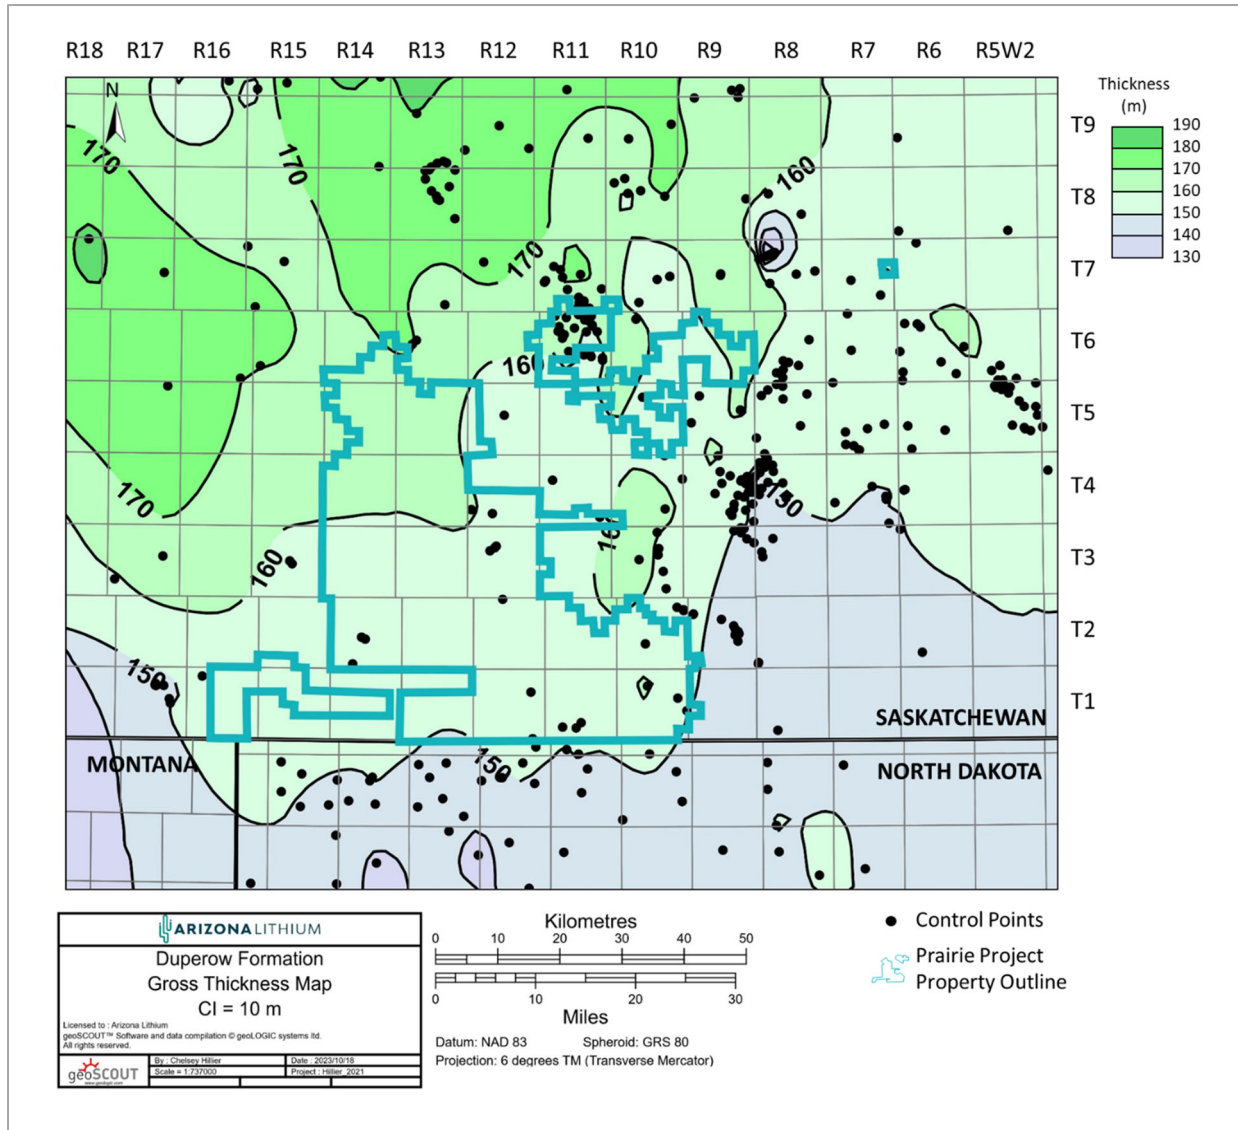 R18 R17 R16 R15 R14 R13 R12 R11 R10 R9 R8 R7 R6 R5W2
N
Thickness
(m)
190
180
170
160
150
140
130
T9
T8
T7
T6
T5
T4
T3
T2
T1
170
170
160
170
160
170
150
160
150
150
SASKATCHEWAN
MONTANA
NORTH DAKOTA
ARIZONA LITHIUM
Duperow Formation
Gross Thickness Map
CI = 10 m
Licensed to : Arizona Lithium
geoSCOUT™ Software and data compilation © geoLOGIC systems ltd.
All rights reserved.
geoSCOUT
www.geologic.com
By : Chelsey Hillier
Date : 2023/10/18
Scale = 1:737000
Project : Hillier_2021
Kilometres
0 10 20 30 40 50
0 10 20 30
Miles
Datum: NAD 83 Spheroid: GRS 80
Projection: 6 degrees TM (Transverse Mercator)
Control Points
Prairie Project
Property Outline